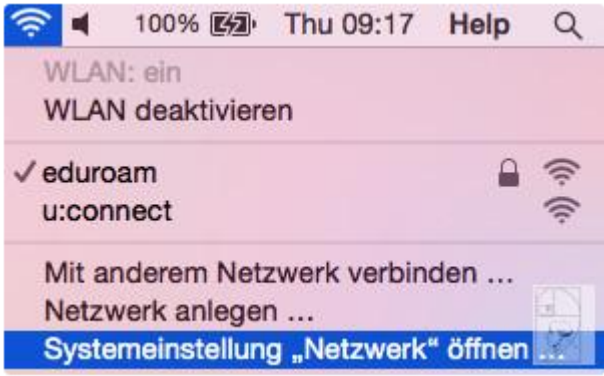 100% Thu 09:17 Help
WLAN: ein
WLAN deaktivieren
eduroam
u:connect
Mit anderem Netzwerk verbinden ...
Netzwerk anlegen ...
Systemeinstellung „Netzwerk“ öffnen ...